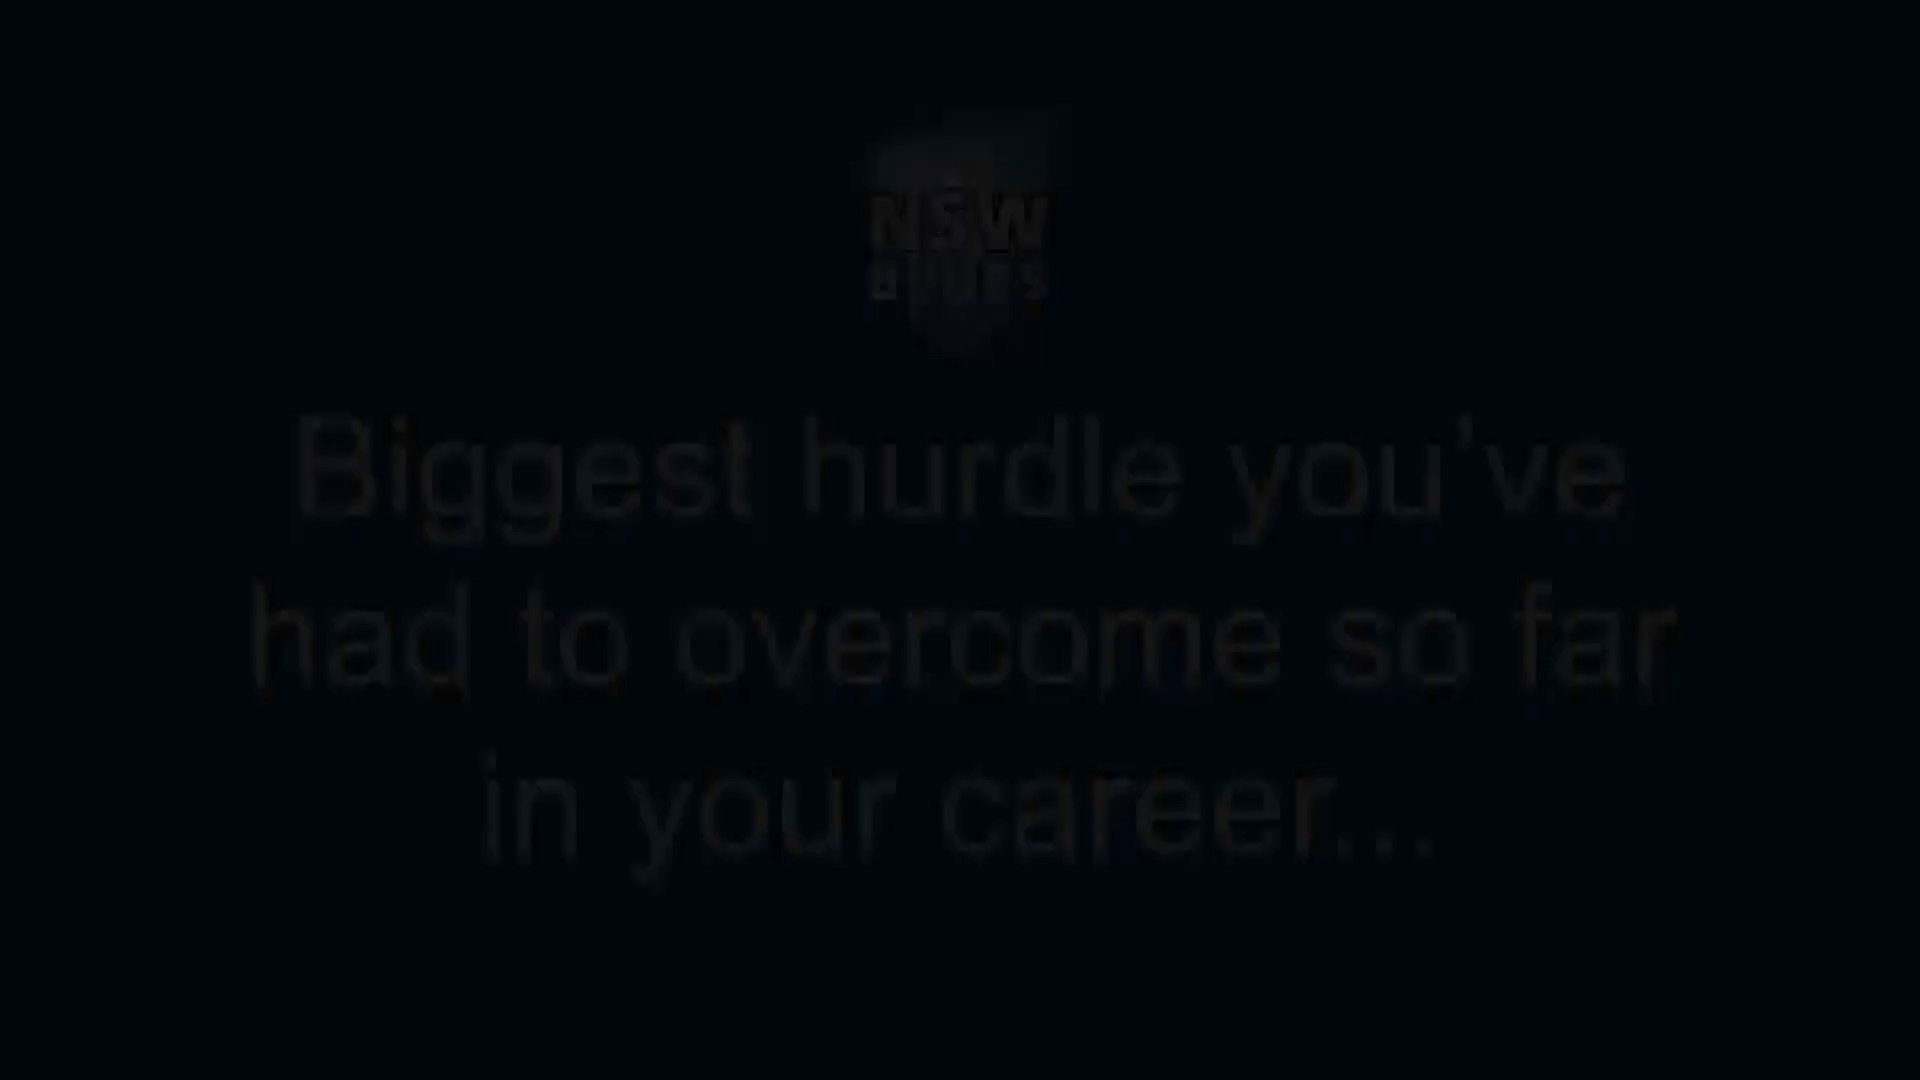 NSW
BLUES
Biggest hurdle you've
had to overcome so far
in your career...